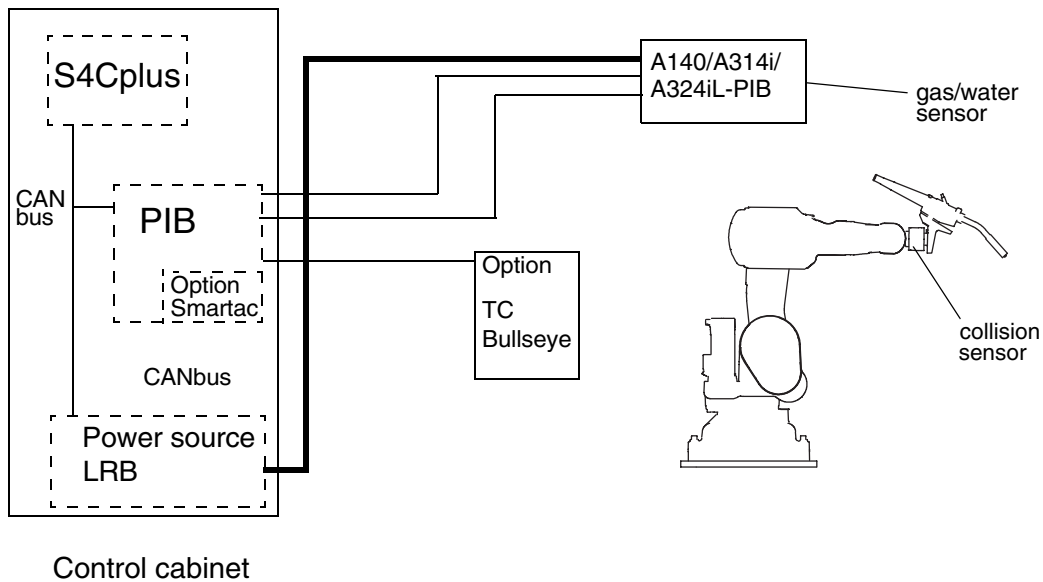 S4Cplus
CAN
bus
PIB
Option
Smartac
CANbus
Power source
LRB
Control cabinet
A140/A314i/
A324iL-PIB
gas/water
sensor
Option
TC
Bullseye
collision
sensor